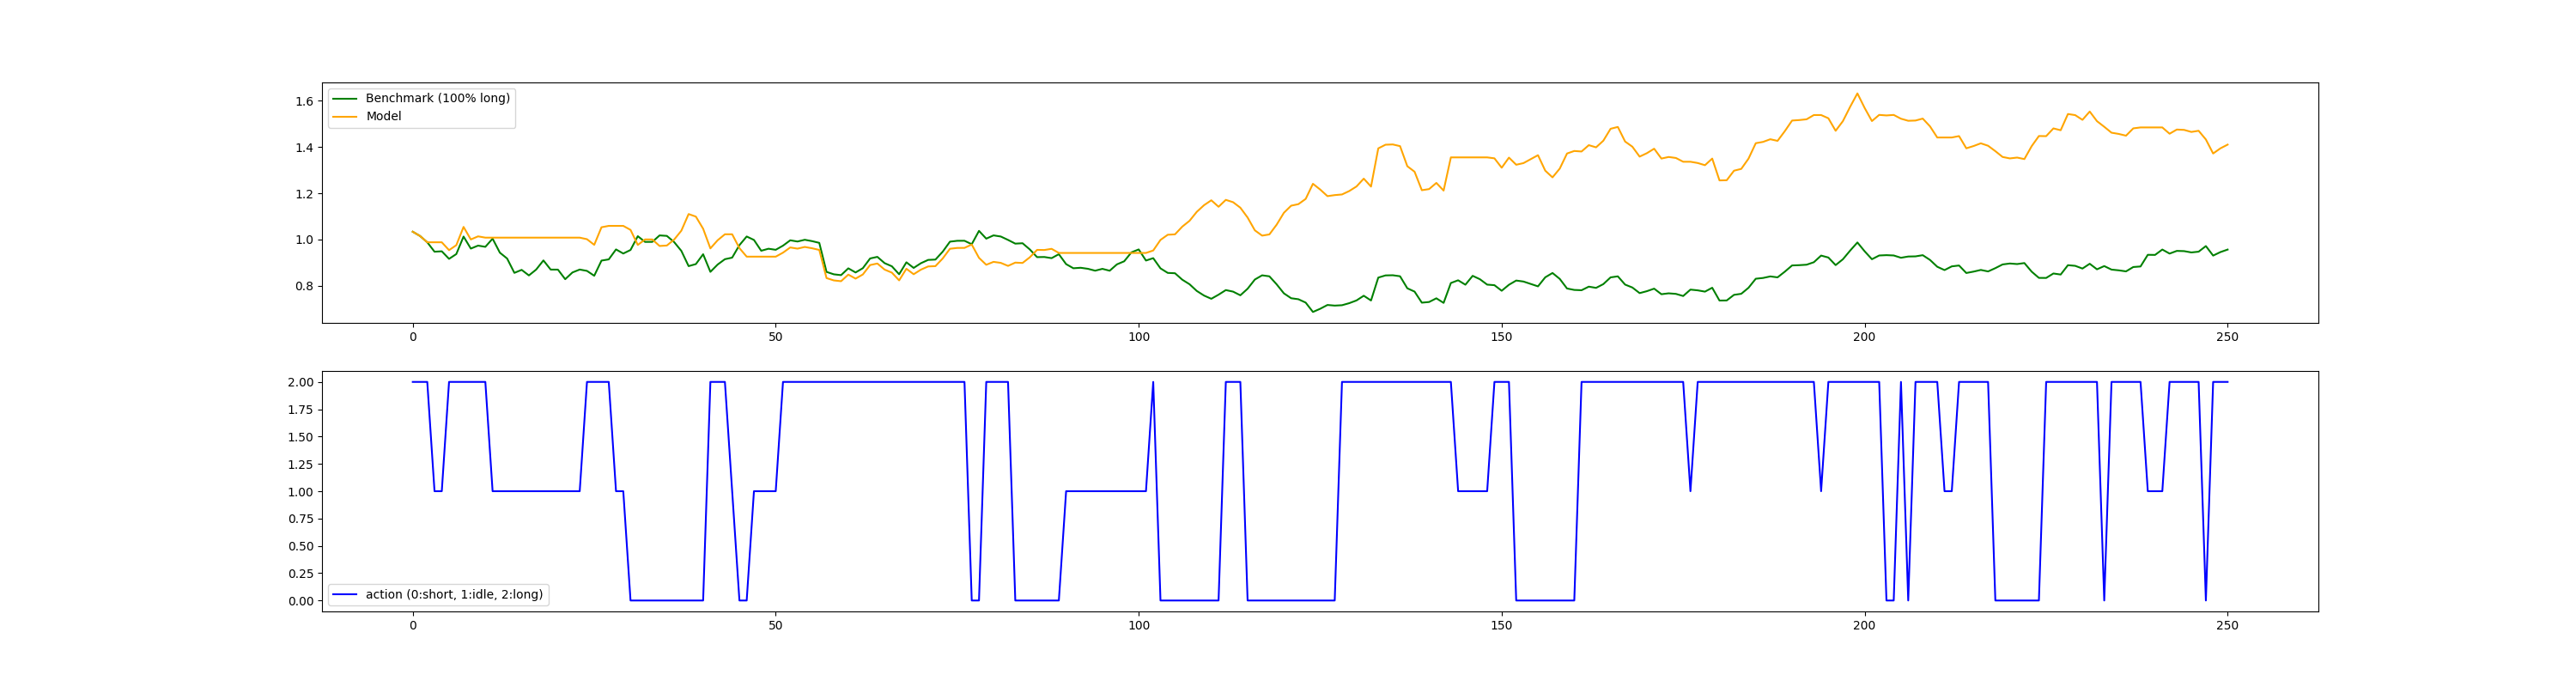 Benchmark (100% long)
Model
1.6
1.4
1.2
1.0
0.8
0 50 100 150 200 250
2.00
1.75
1.50
1.25
1.00
0.75
0.50
0.25
0.00
action (0:short, 1:idle, 2:long)
0 50 100 150 200 250